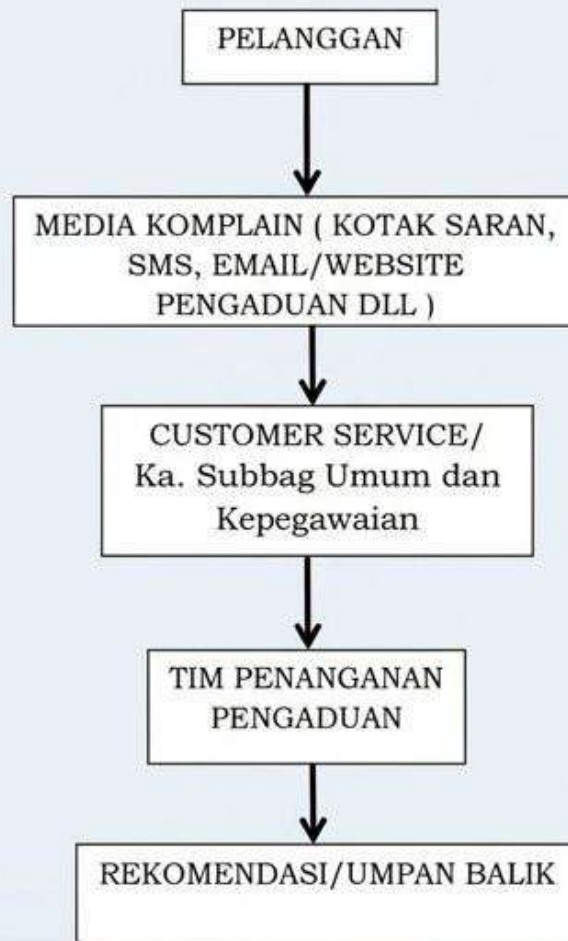 PELANGGAN
MEDIA KOMPLAIN ( KOTAK SARAN,
SMS, EMAIL/WEBSITE
PENGADUAN DLL )
CUSTOMER SERVICE/
Ka. Subbag Umum dan
Kepegawaian
TIM PENANGANAN
PENGADUAN
REKOMENDASI/UMPAN BALIK